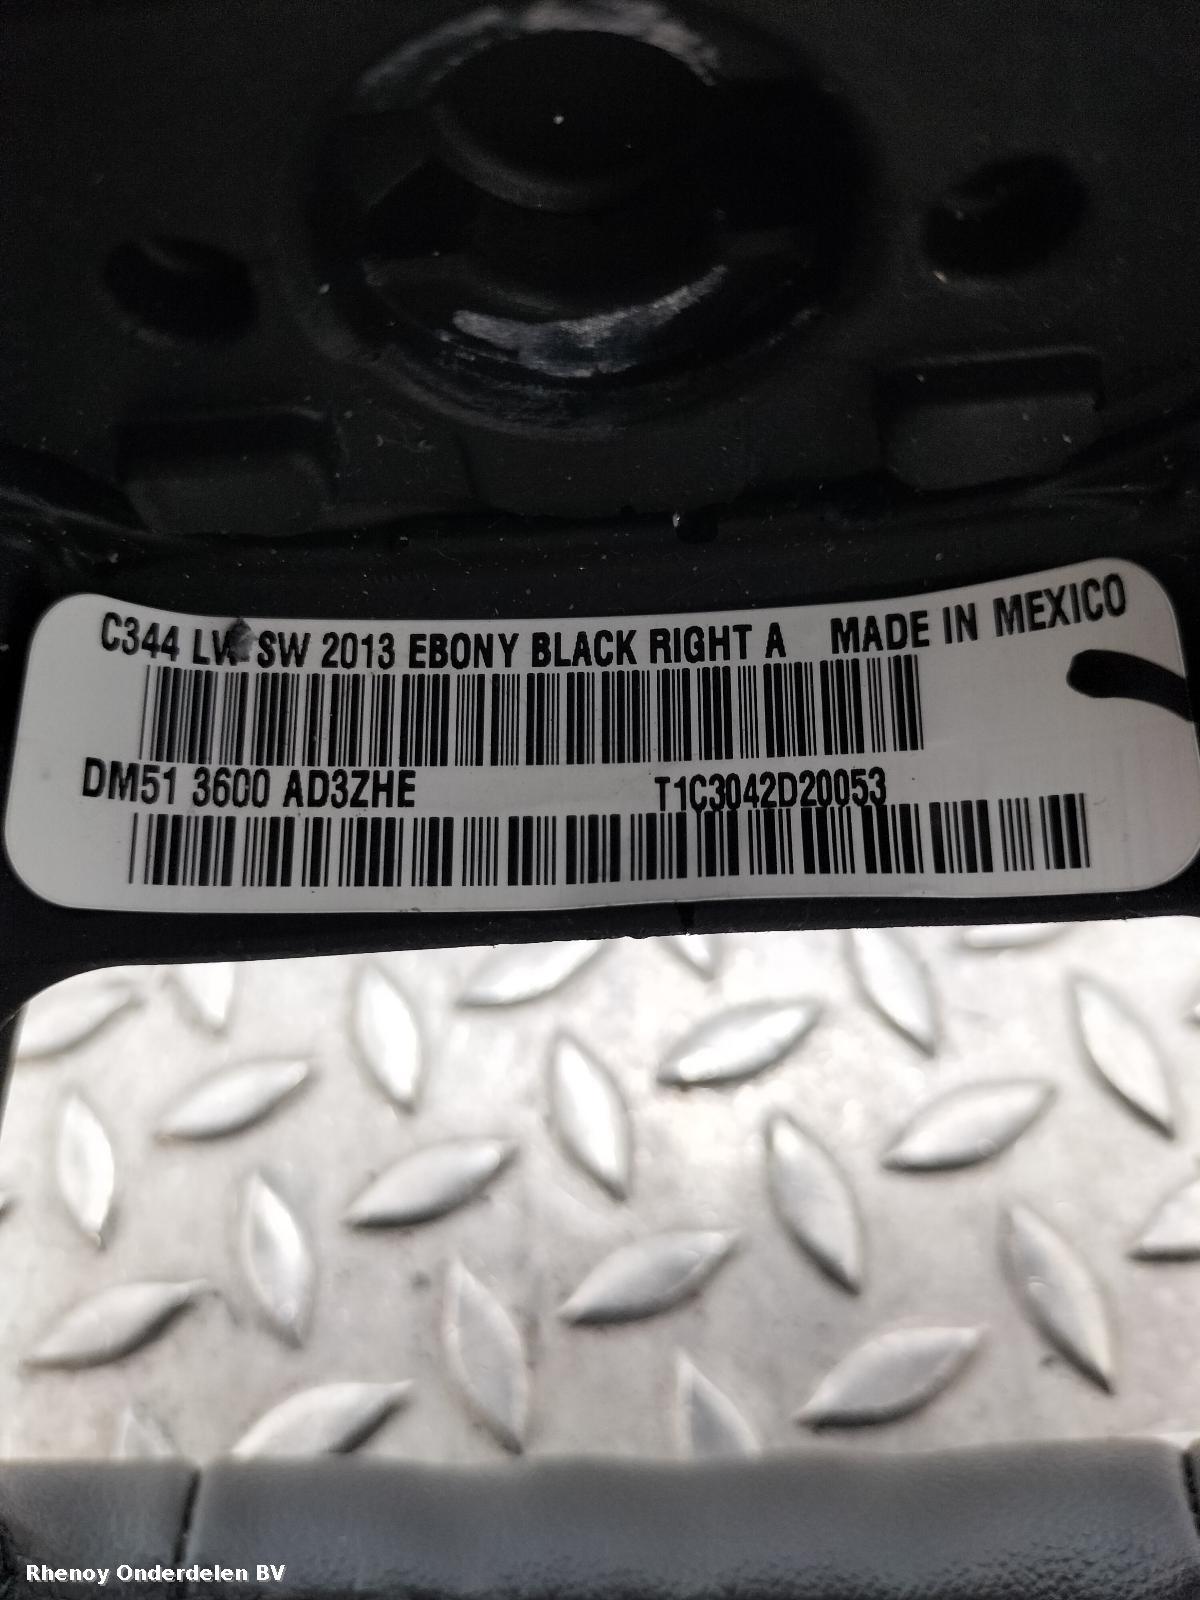 C344 SW 2013 EBONY BLACK RIGHT A MADE IN MEXICO
DM51 3600 AD3ZHE T1C3042D20053
Rhenoy Onderdelen BV